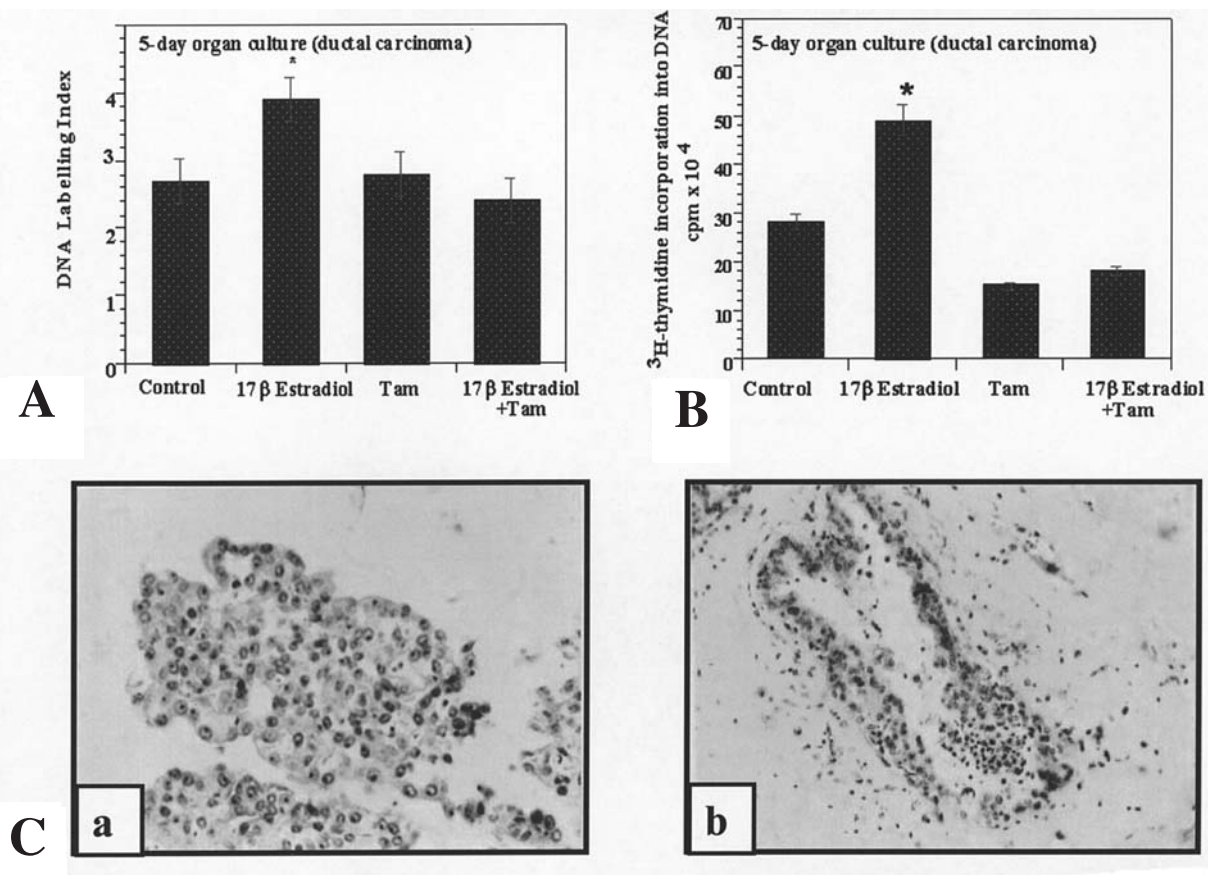 5-day organ culture (ductal carcinoma)
*
DNA Labelling Index
4
3
2
1
0
Control
17β Estradiol
Tam
17β Estradiol
+Tam
A
5-day organ culture (ductal carcinoma)
*
³H-thymidine incorporation into DNA
cpm x 10⁻⁴
70
60
50
40
30
20
10
0
Control
17β Estradiol
Tam
17β Estradiol
+Tam
B
C
a
b